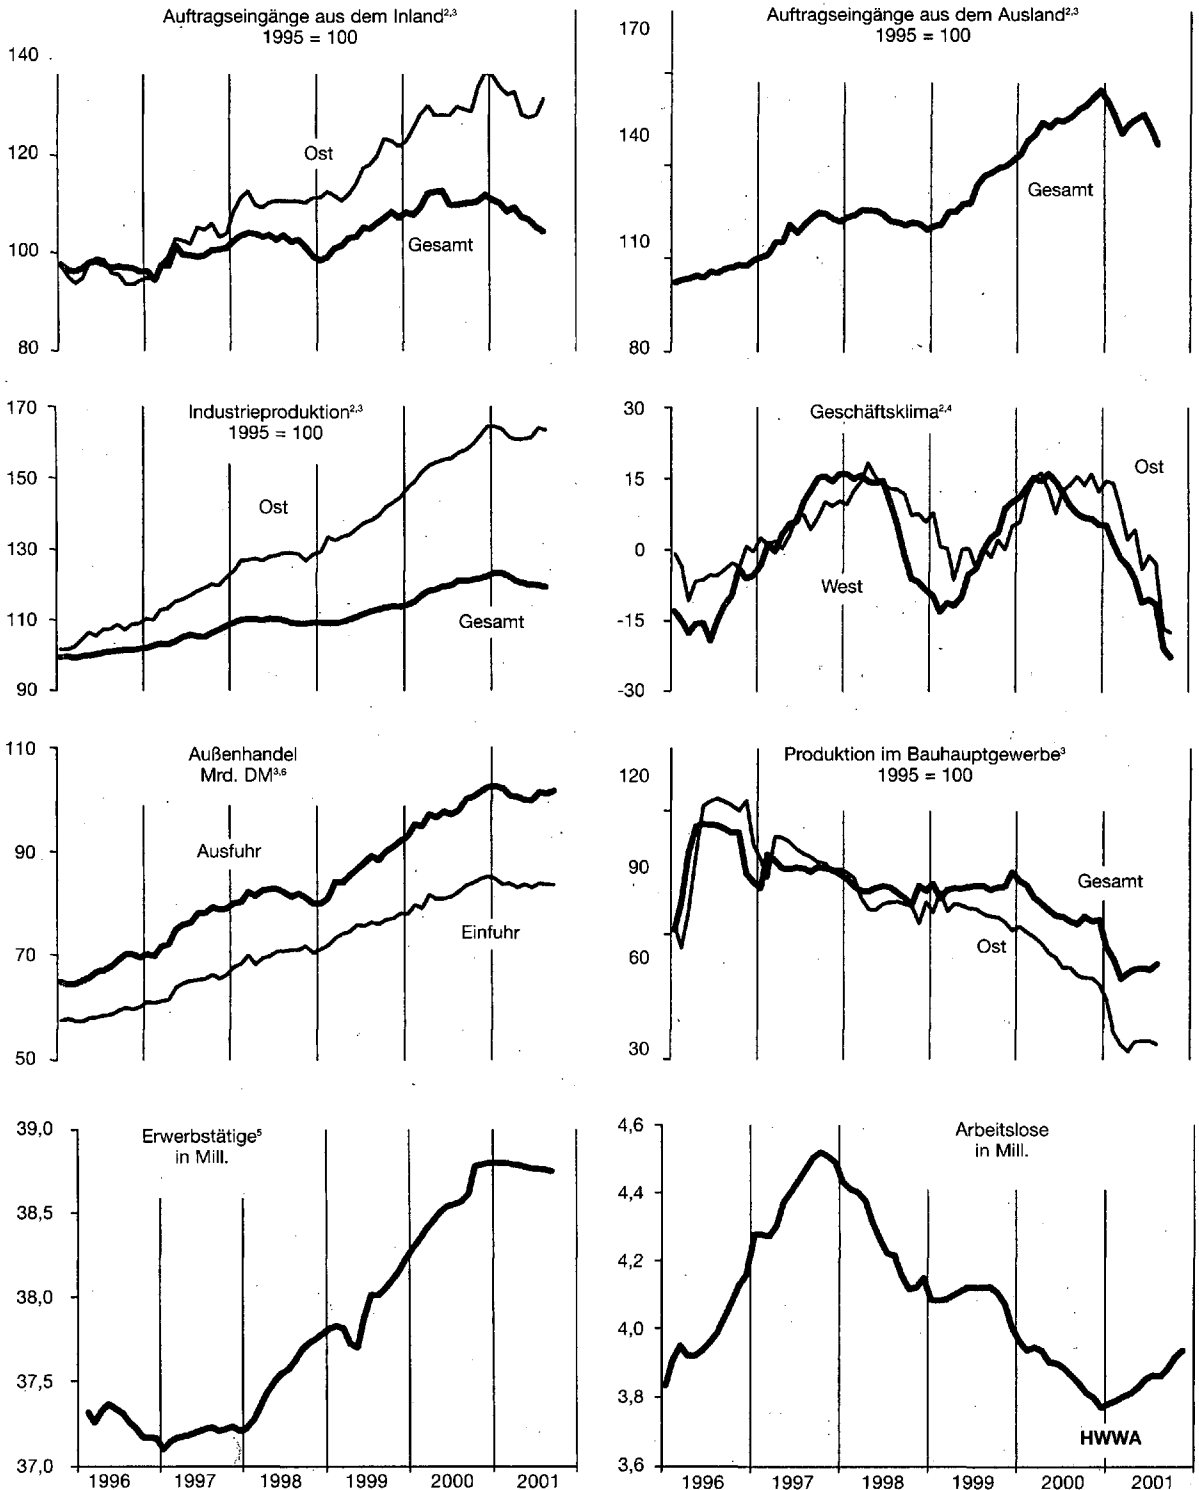 Auftragseingänge aus dem Inland2,3
1995 = 100
140
120
100
80
Ost
Gesamt
Auftragseingänge aus dem Ausland2,3
1995 = 100
170
140
110
80
Gesamt
Industrieproduktion2,3
1995 = 100
170
150
130
110
90
Ost
Gesamt
Geschäftsklima2,4
30
15
0
-15
-30
Ost
West
Außenhandel
Mrd. DM3,6
110
90
70
50
Ausfuhr
Einfuhr
Produktion im Bauhauptgewerbe3
1995 = 100
120
90
60
30
Gesamt
Ost
Erwerbstätige5
in Mill.
39,0
38,5
38,0
37,5
37,0
1996 1997 1998 1999 2000 2001
Arbeitslose
in Mill.
4,6
4,4
4,2
4,0
3,8
3,6
HWWA
1996 1997 1998 1999 2000 2001